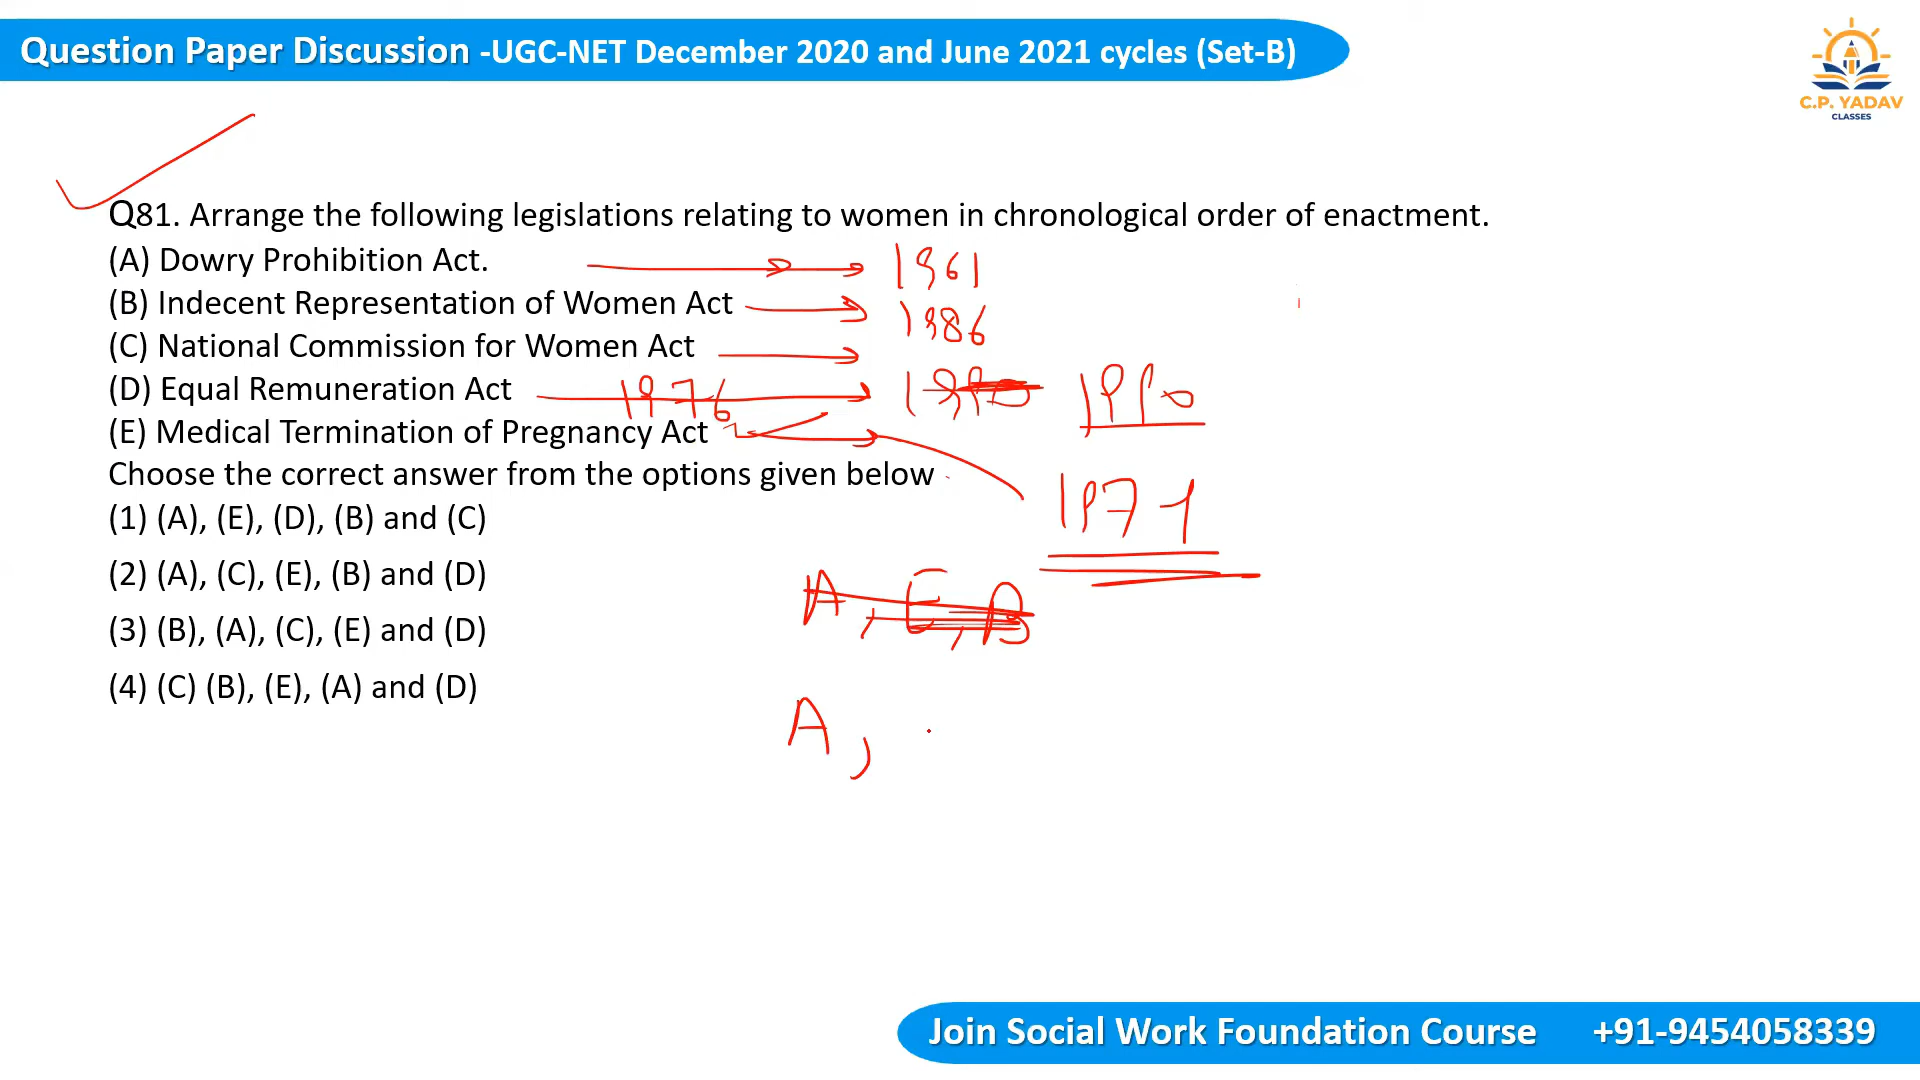 Question Paper Discussion -UGC-NET December 2020 and June 2021 cycles (Set-B)
C.P. YADAV
CLASSES
Q81. Arrange the following legislations relating to women in chronological order of enactment.
(A) Dowry Prohibition Act. 1961
(B) Indecent Representation of Women Act 1986
(C) National Commission for Women Act
(D) Equal Remuneration Act 1976 1990
(E) Medical Termination of Pregnancy Act
Choose the correct answer from the options given below
1971
(1) (A), (E), (D), (B) and (C)
(2) (A), (C), (E), (B) and (D)
A, E, B
(3) (B), (A), (C), (E) and (D)
(4) (C) (B), (E), (A) and (D)
A,
Join Social Work Foundation Course +91-9454058339